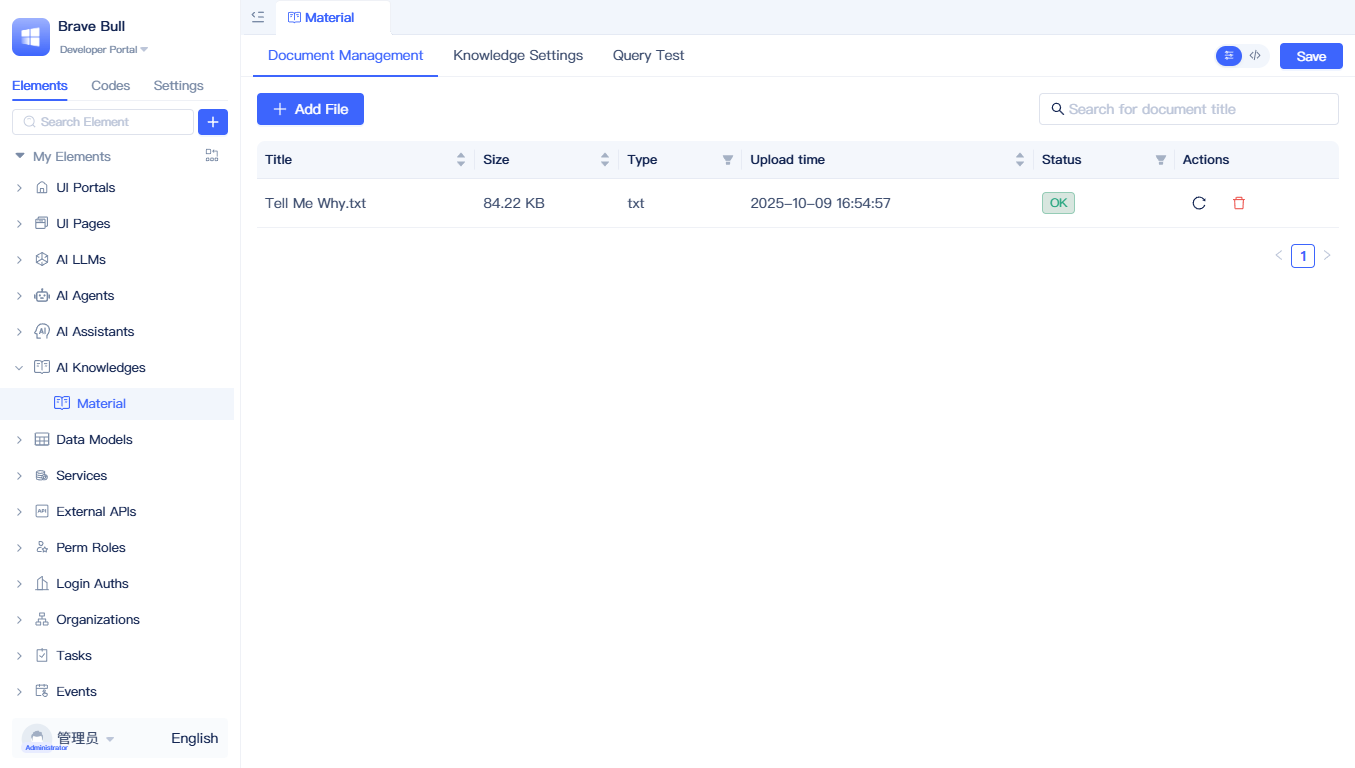 Brave Bull
Developer Portal
Elements Codes Settings
Search Element
My Elements
UI Portals
UI Pages
AI LLMs
AI Agents
AI Assistants
AI Knowledges
Material
Data Models
Services
External APIs
Perm Roles
Login Auths
Organizations
Tasks
Events
管理员
Administrator
English
Material
Document Management Knowledge Settings Query Test
Save
Add File
Search for document title
Title Size Type Upload time Status Actions
Tell Me Why.txt 84.22 KB txt 2025-10-09 16:54:57 OK
1